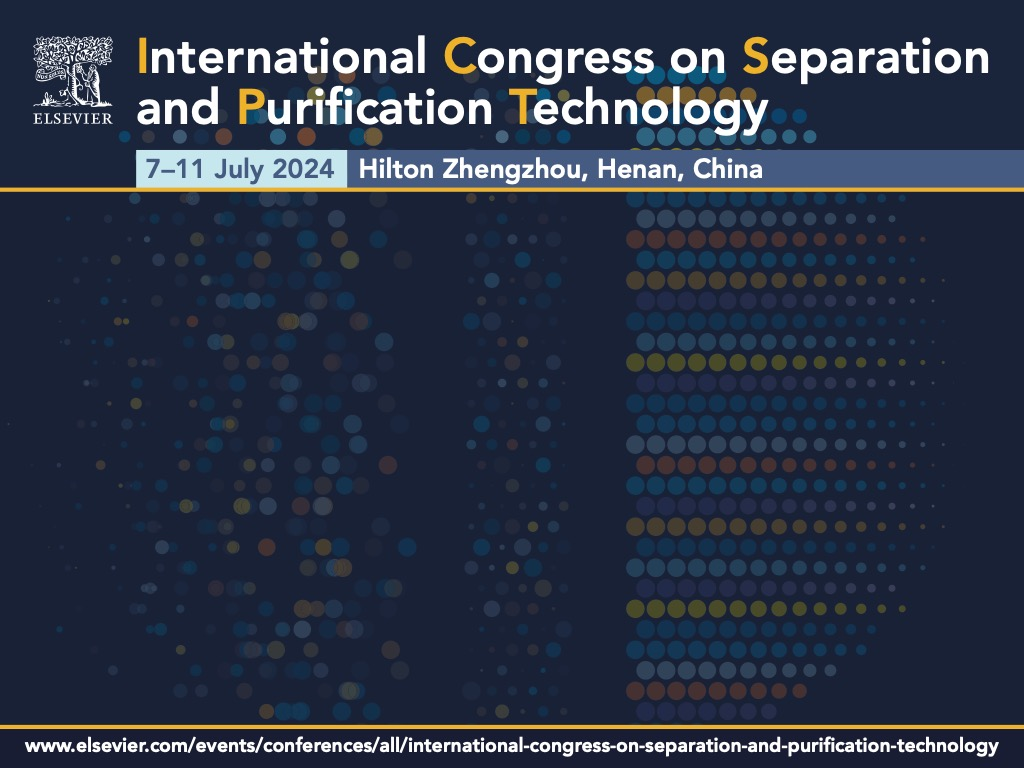 International Congress on Separation
and Purification Technology
ELSEVIER
7–11 July 2024 Hilton Zhengzhou, Henan, China
www.elsevier.com/events/conferences/all/international-congress-on-separation-and-purification-technology